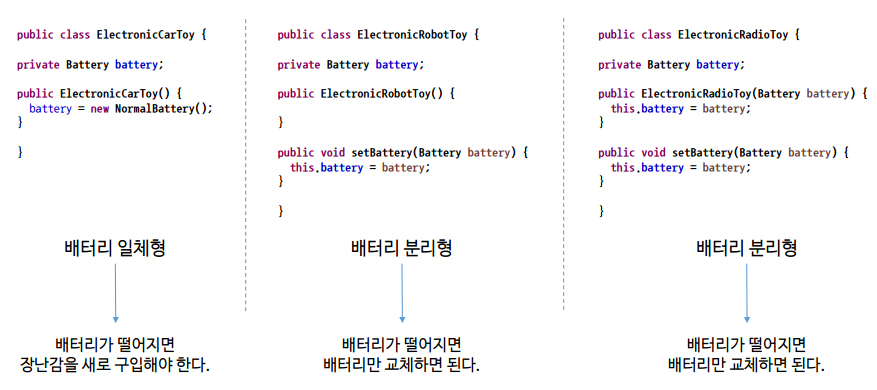 public class ElectronicCarToy {
private Battery battery;
public ElectronicCarToy() {
battery = new NormalBattery();
}
}
배터리 일체형
배터리가 떨어지면
장난감을 새로 구입해야 한다.
public class ElectronicRobotToy {
private Battery battery;
public ElectronicRobotToy() {
}
public void setBattery(Battery battery) {
this.battery = battery;
}
}
배터리 분리형
배터리가 떨어지면
배터리만 교체하면 된다.
public class ElectronicRadioToy {
private Battery battery;
public ElectronicRadioToy(Battery battery) {
this.battery = battery;
}
public void setBattery(Battery battery) {
this.battery = battery;
}
}
배터리 분리형
배터리가 떨어지면
배터리만 교체하면 된다.